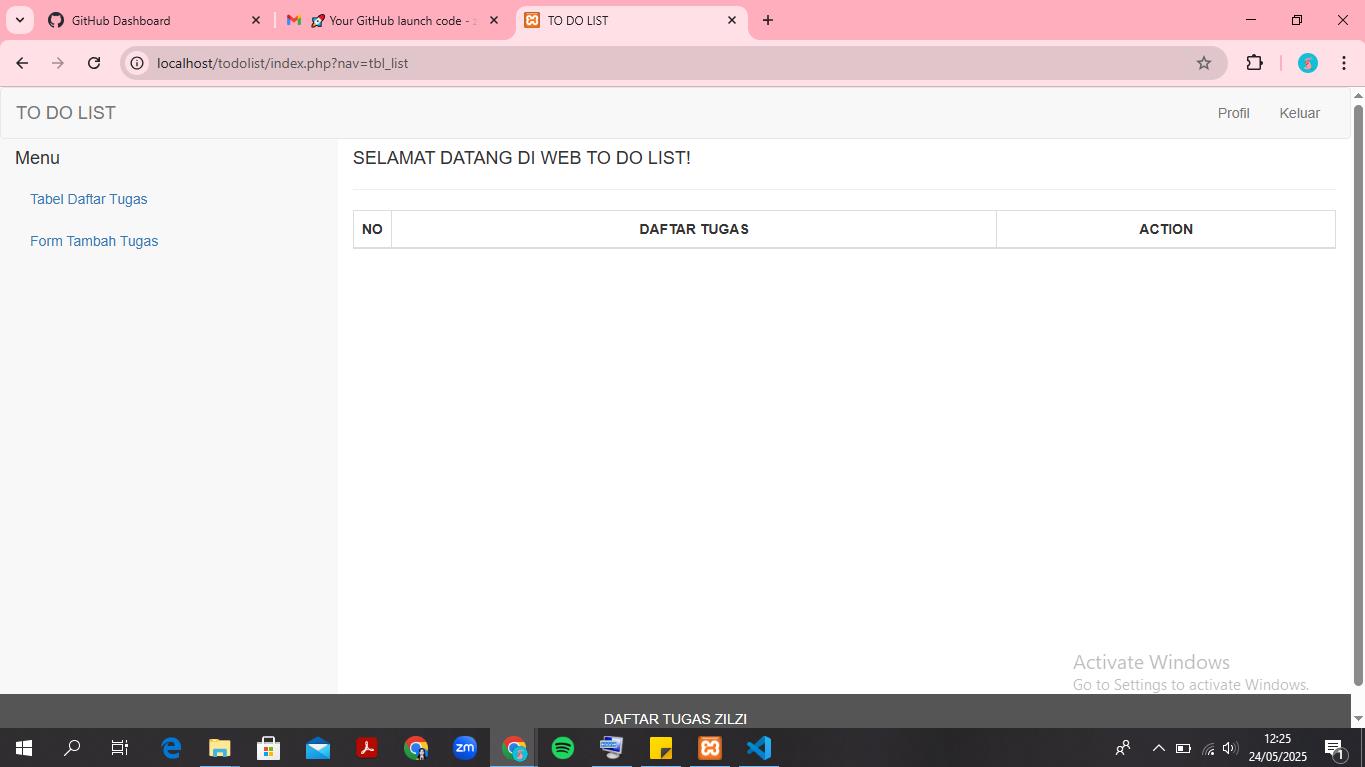 GitHub Dashboard
Your GitHub launch code -
TO DO LIST
localhost/todolist/index.php?nav=tbl_list
TO DO LIST
Profil
Keluar
Menu
Tabel Daftar Tugas
Form Tambah Tugas
SELAMAT DATANG DI WEB TO DO LIST!
NO DAFTAR TUGAS ACTION
Activate Windows
Go to Settings to activate Windows.
DAFTAR TUGAS ZILZI
zm
12:25
24/05/2025
1